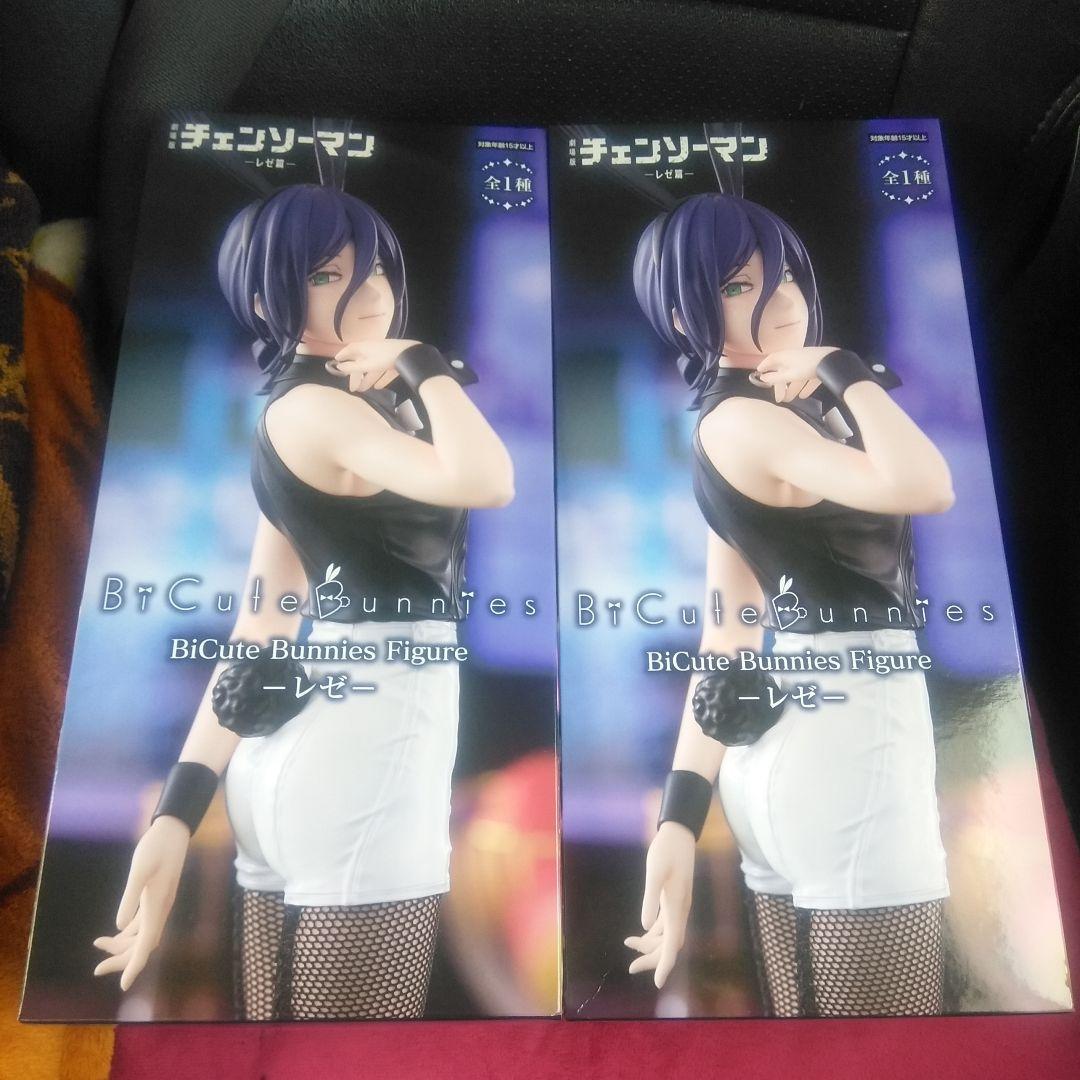 劇場版 チェンソーマン
ーレゼ篇ー
対象年齢15才以上
全1種
BiCute Bunnies
BiCute Bunnies Figure
ーレゼー
劇場版 チェンソーマン
ーレゼ篇ー
対象年齢15才以上
全1種
BiCute Bunnies
BiCute Bunnies Figure
ーレゼー